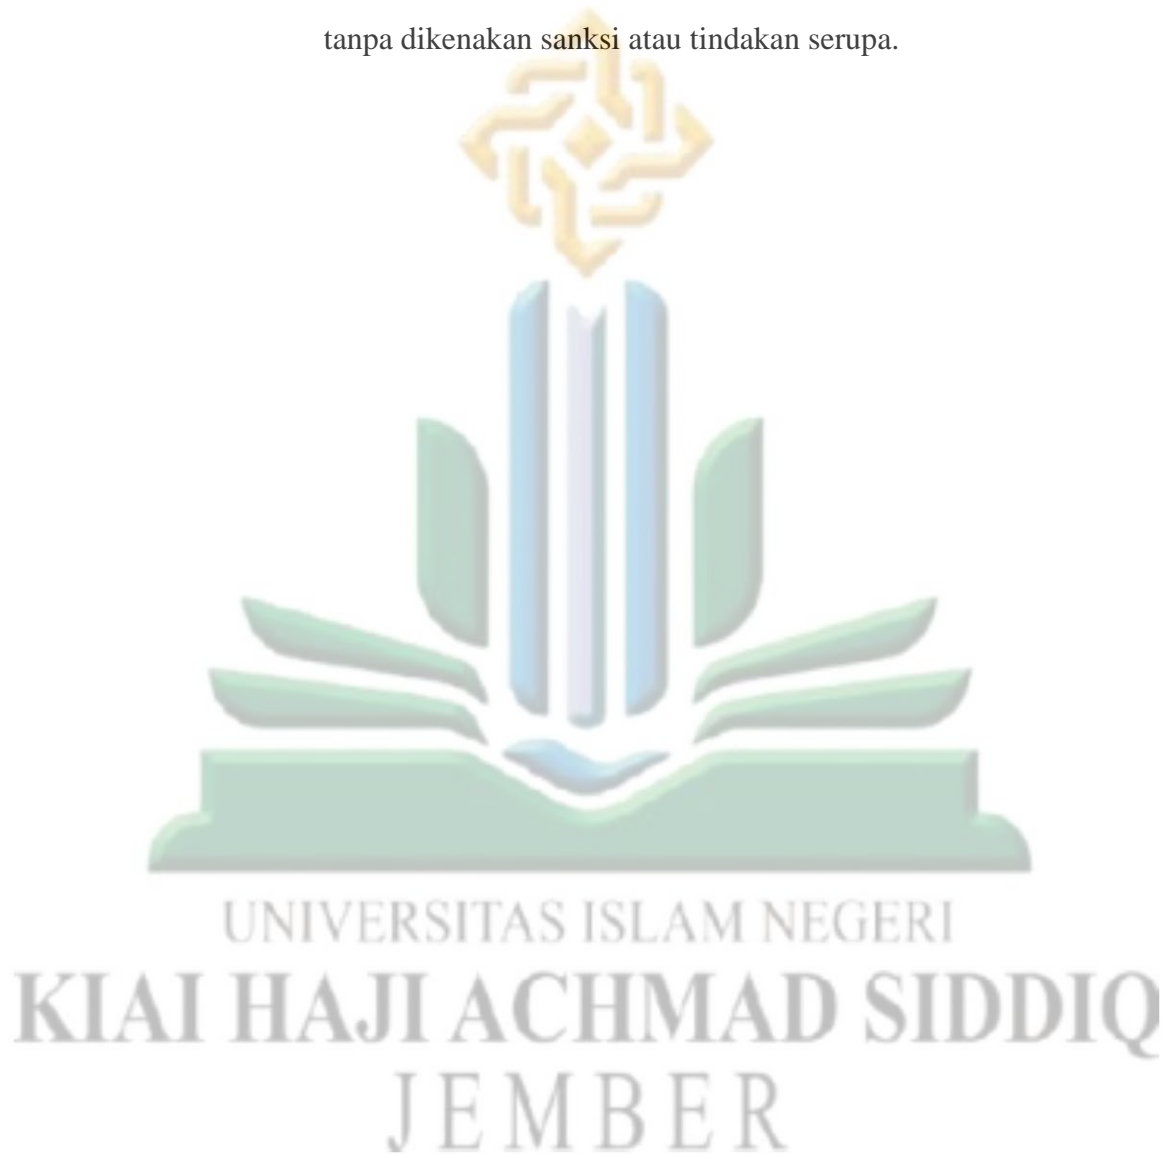 tanpa dikenakan sanksi atau tindakan serupa.
UNIVERSITAS ISLAM NEGERI
KIAI HAJI ACHMAD SIDDIQ
JEMBER